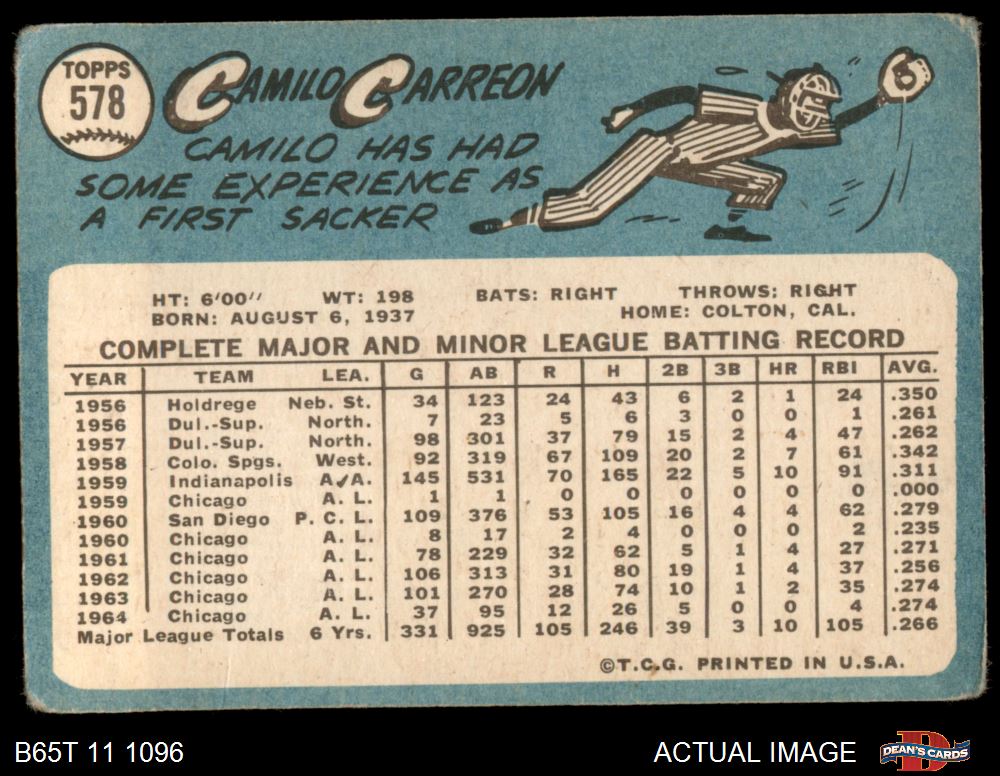 TOPPS
578
CAMILO CARREON
CAMILO HAS HAD
SOME EXPERIENCE AS
A FIRST SACKER
HT: 6'00" WT: 198 BATS: RIGHT THROWS: RIGHT
BORN: AUGUST 6, 1937 HOME: COLTON, CAL.
COMPLETE MAJOR AND MINOR LEAGUE BATTING RECORD
YEAR TEAM LEA. G AB R H 2B 3B HR RBI AVG.
1956 Holdrege Neb. St. 34 123 24 43 6 2 1 24 .350
1956 Dul.-Sup. North. 7 23 5 6 3 0 0 1 .261
1957 Dul.-Sup. North. 98 301 37 79 15 2 4 47 .262
1958 Colo. Spgs. West. 92 319 67 109 20 2 7 61 .342
1959 Indianapolis A.A. 145 531 70 165 22 5 10 91 .311
1959 Chicago A. L. 1 1 0 0 0 0 0 0 .000
1960 San Diego P. C. L. 109 376 53 105 16 4 4 62 .279
1960 Chicago A. L. 8 17 2 4 0 0 0 2 .235
1961 Chicago A. L. 78 229 32 62 5 1 4 27 .271
1962 Chicago A. L. 106 313 31 80 19 1 4 37 .256
1963 Chicago A. L. 101 270 28 74 10 1 2 35 .274
1964 Chicago A. L. 37 95 12 26 5 0 0 4 .274
Major League Totals 6 Yrs. 331 925 105 246 39 3 10 105 .266
©T.C.G. PRINTED IN U.S.A.
B65T 11 1096 ACTUAL IMAGE DEAN'S CARDS